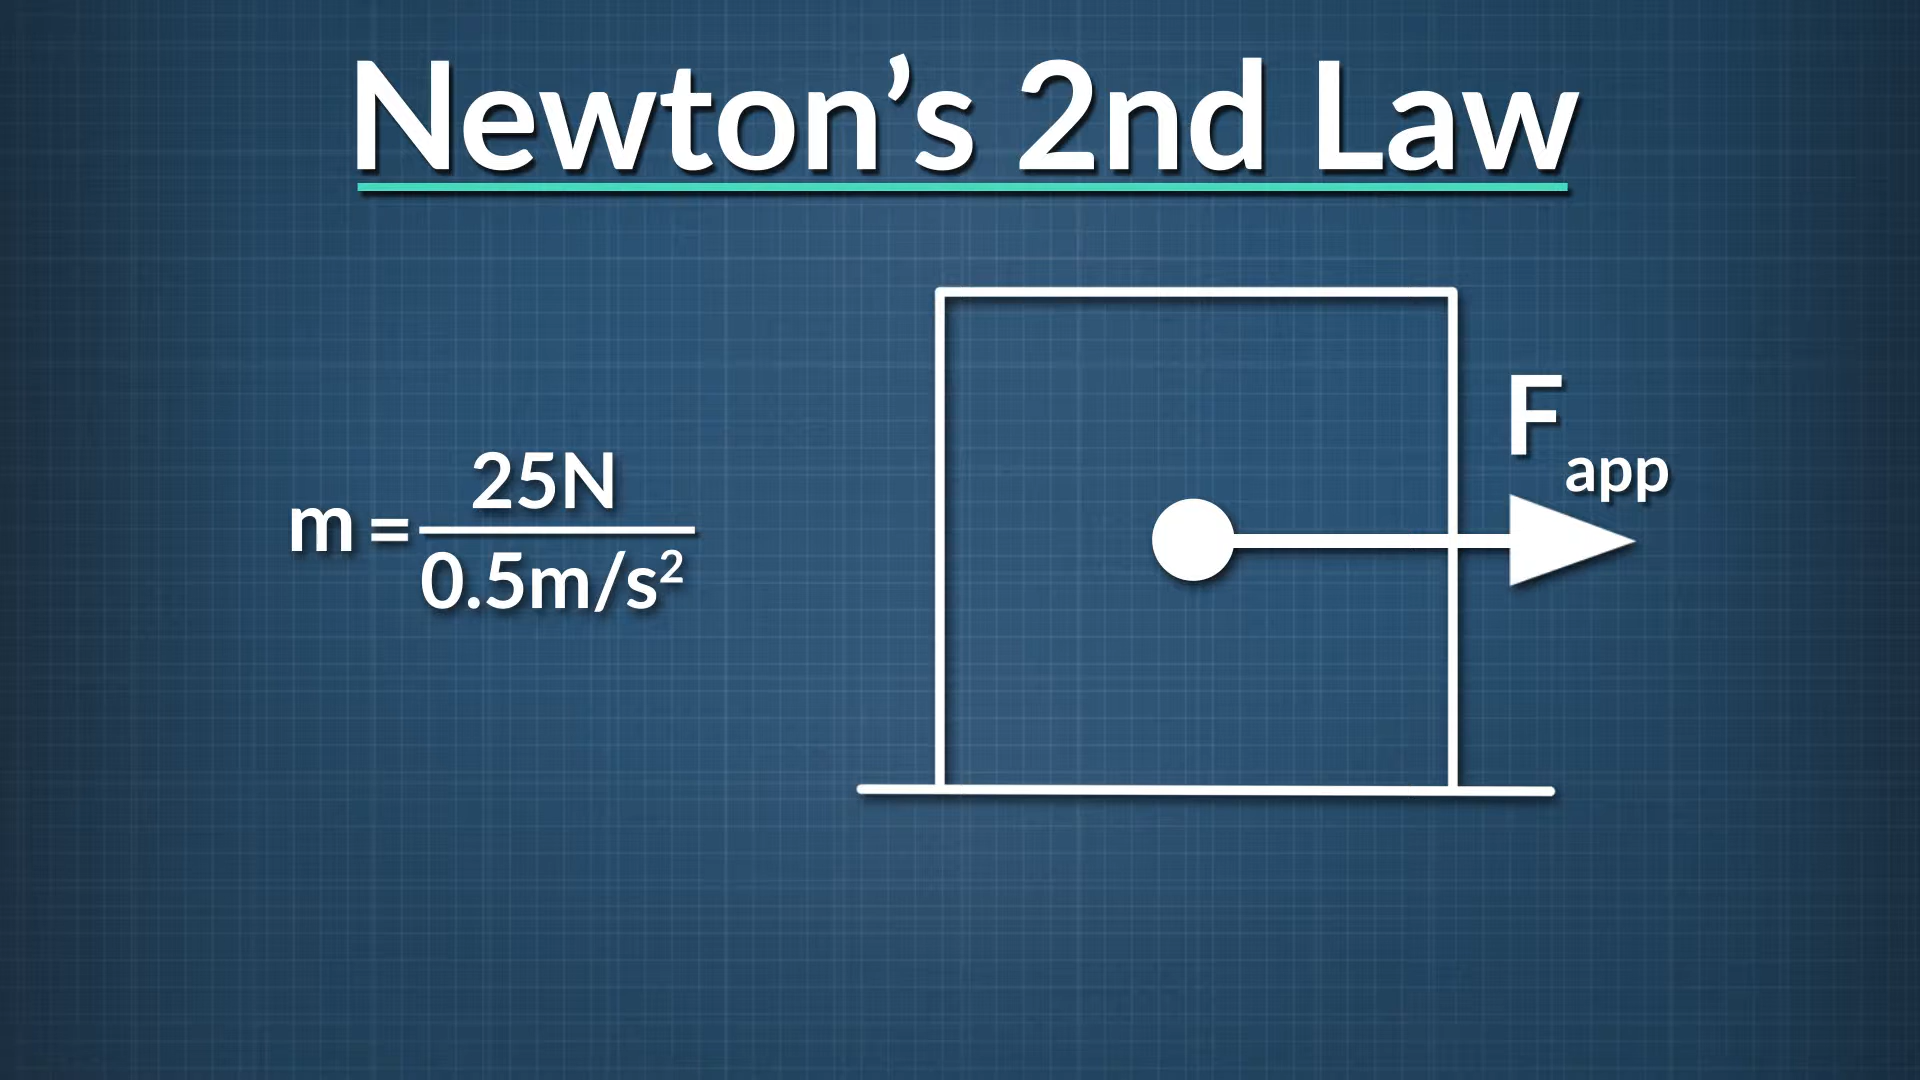 Newton’s 2nd Law
m = 25N
0.5m/s²
F app